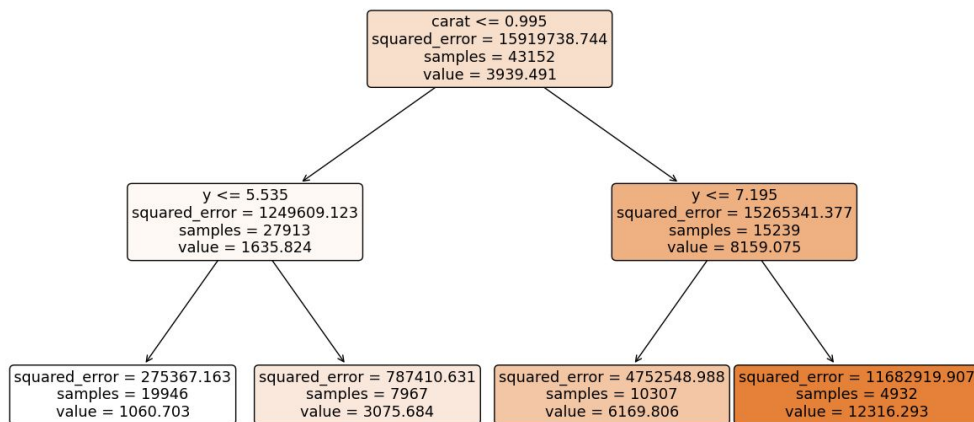 carat <= 0.995
squared_error = 15919738.744
samples = 43152
value = 3939.491
y <= 5.535
squared_error = 1249609.123
samples = 27913
value = 1635.824
y <= 7.195
squared_error = 15265341.377
samples = 15239
value = 8159.075
squared_error = 275367.163
samples = 19946
value = 1060.703
squared_error = 787410.631
samples = 7967
value = 3075.684
squared_error = 4752548.988
samples = 10307
value = 6169.806
squared_error = 11682919.907
samples = 4932
value = 12316.293